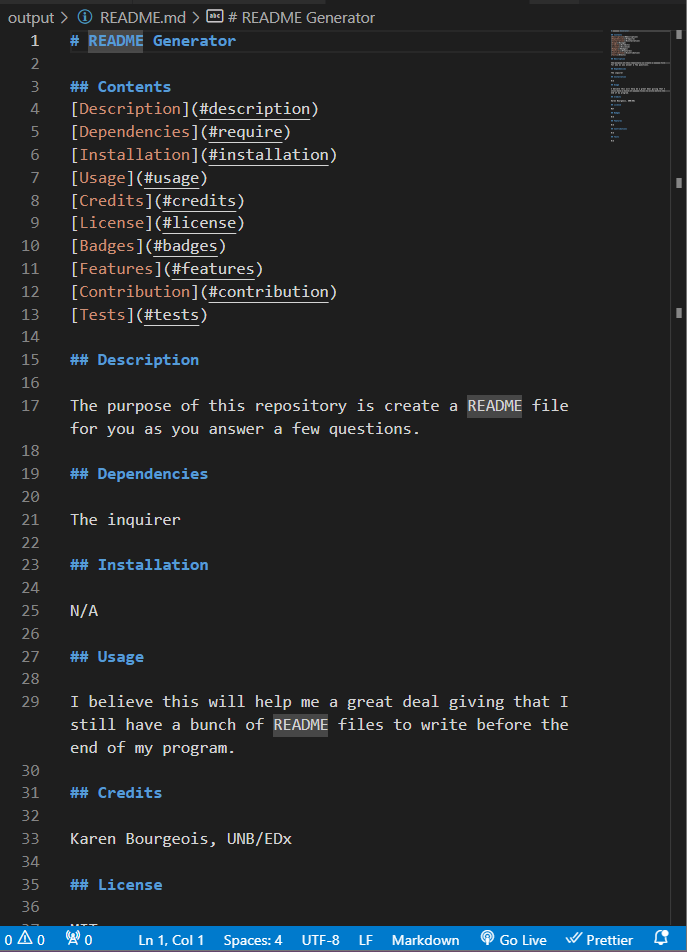 output > README.md > # README Generator
1 # README Generator
2
3 ## Contents
4 [Description](#description)
5 [Dependencies](#require)
6 [Installation](#installation)
7 [Usage](#usage)
8 [Credits](#credits)
9 [License](#license)
10 [Badges](#badges)
11 [Features](#features)
12 [Contribution](#contribution)
13 [Tests](#tests)
14
15 ## Description
16
17 The purpose of this repository is create a README file
for you as you answer a few questions.
18
19 ## Dependencies
20
21 The inquirer
22
23 ## Installation
24
25 N/A
26
27 ## Usage
28
29 I believe this will help me a great deal giving that I
still have a bunch of README files to write before the
end of my program.
30
31 ## Credits
32
33 Karen Bourgeois, UNB/EDx
34
35 ## License
36
37 MIT
0 0 0 Ln 1, Col 1 Spaces: 4 UTF-8 LF Markdown Go Live Prettier